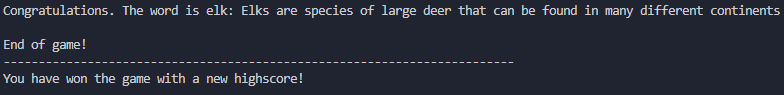 Congratulations. The word is elk: Elks are species of large deer that can be found in many different continents
End of game!
-------------------------------------------------------------------------
You have won the game with a new highscore!